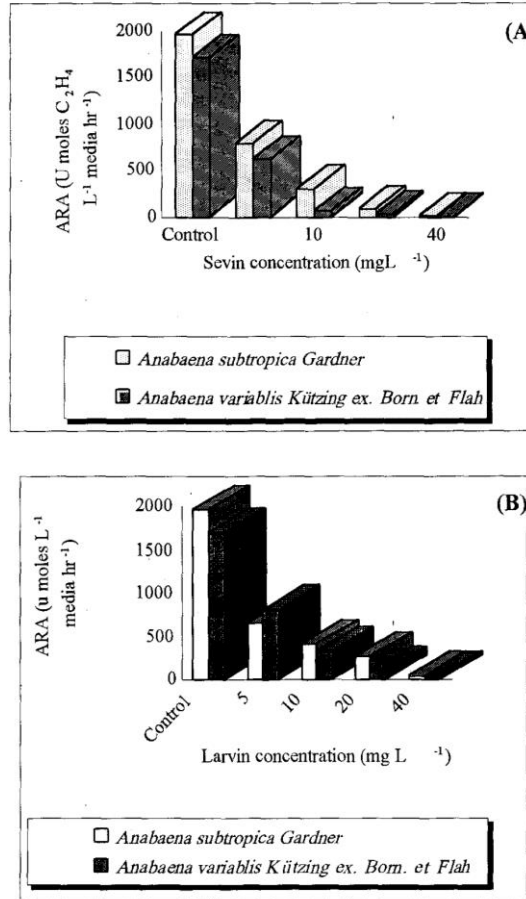 (A)
2000
1500
1000
500
0
ARA (U moles C₂H₄
L⁻¹ media hr⁻¹)
Control 10 40
Sevin concentration (mgL ⁻¹)
Anabaena subtropica Gardner
Anabaena variablis Kützing ex. Born. et Flah
(B)
2000
1500
1000
500
0
ARA (u moles L⁻¹
media hr⁻¹)
Control 5 10 20 40
Larvin concentration (mg L ⁻¹)
Anabaena subtropica Gardner
Anabaena variablis Kützing ex. Born. et Flah